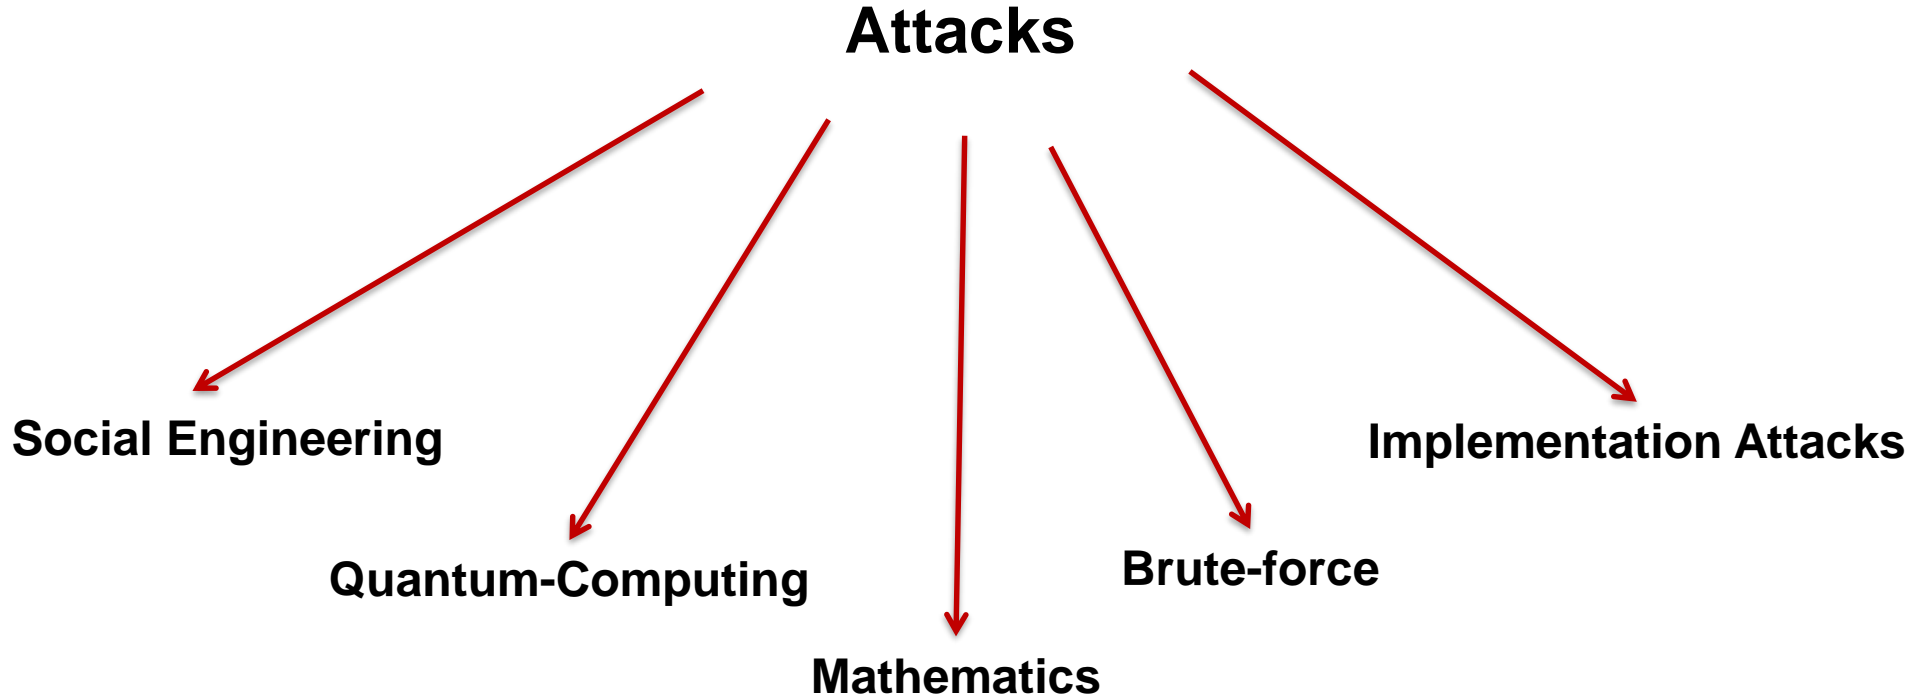 Attacks
Social Engineering
Implementation Attacks
Quantum-Computing
Brute-force
Mathematics